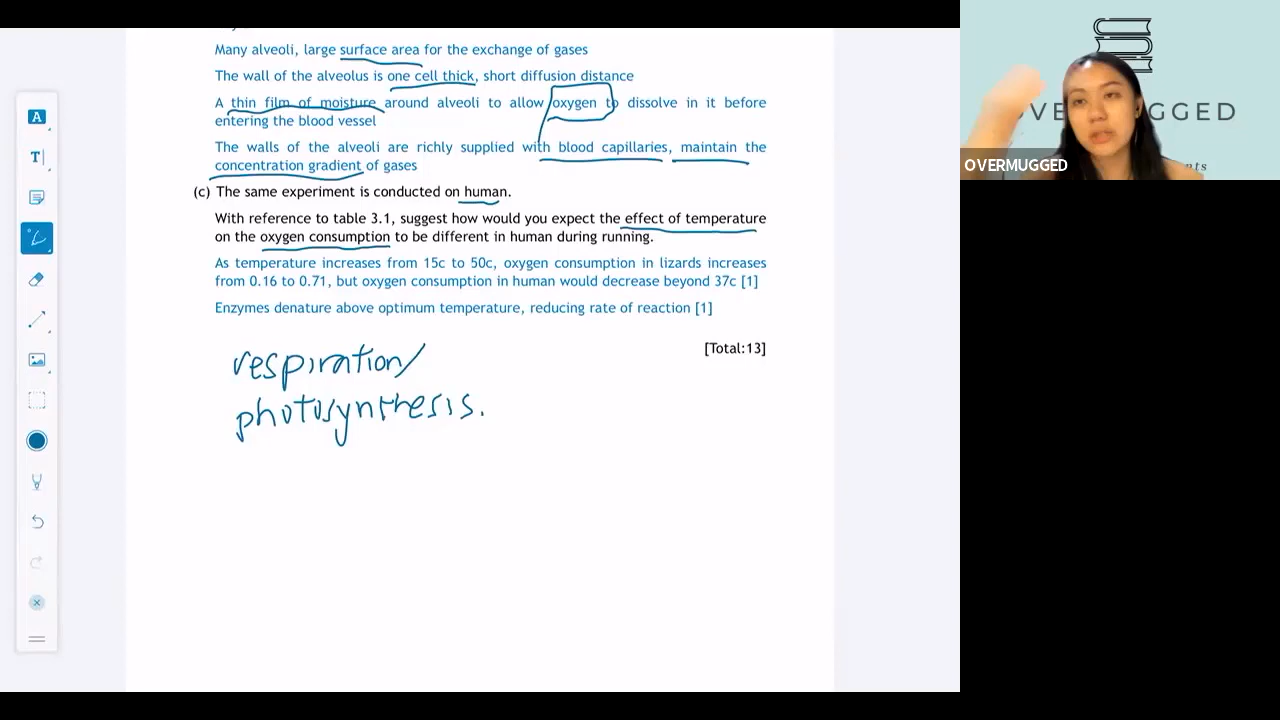 Many alveoli, large surface area for the exchange of gases
The wall of the alveolus is one cell thick, short diffusion distance
A thin film of moisture around alveoli to allow oxygen to dissolve in it before
entering the blood vessel
The walls of the alveoli are richly supplied with blood capillaries, maintain the
concentration gradient of gases
(c) The same experiment is conducted on human.
With reference to table 3.1, suggest how would you expect the effect of temperature
on the oxygen consumption to be different in human during running.
As temperature increases from 15c to 50c, oxygen consumption in lizards increases
from 0.16 to 0.71, but oxygen consumption in human would decrease beyond 37c [1]
Enzymes denature above optimum temperature, reducing rate of reaction [1]
[Total:13]
respiration/
photosynthesis.
A
T
OVE GGED
OVERMUGGED